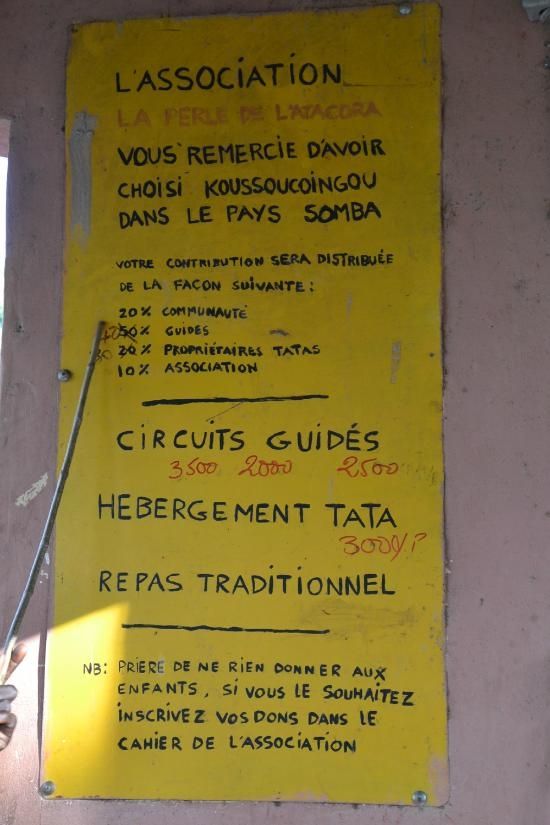 L'ASSOCIATION
LA PERLE DE L'ATACORA
VOUS REMERCIE D'AVOIR
CHOISI KOUSSOUCOINGOU
DANS LE PAYS SOMBA
VOTRE CONTRIBUTION SERA DISTRIBUÉE
DE LA FAÇON SUIVANTE :
20% COMMUNAUTÉ
50% GUIDES
30 20% PROPRIÉTAIRES TATAS
10% ASSOCIATION
CIRCUITS GUIDÉS
3500 2000 2500
HEBERGEMENT TATA
3000/P
REPAS TRADITIONNEL
NB: PRIERE DE NE RIEN DONNER AUX
ENFANTS, SI VOUS LE SOUHAITEZ
INSCRIVEZ VOS DONS DANS LE
CAHIER DE L'ASSOCIATION